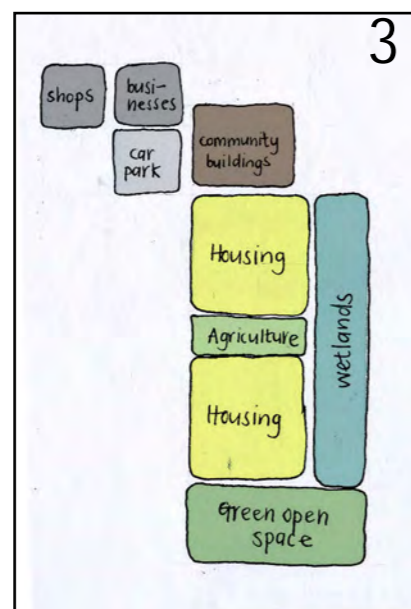 3
shops
busi-
nesses
car
park
community
buildings
Housing
wetlands
Agriculture
Housing
Green open
space